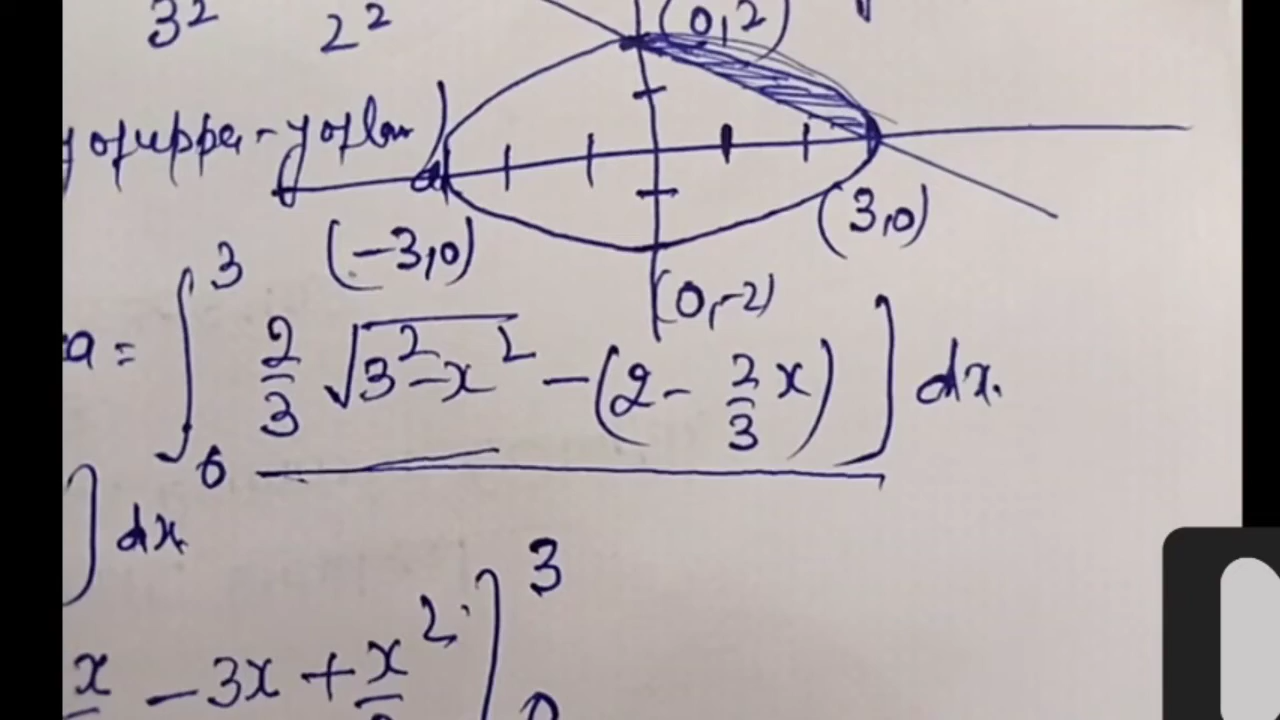 3² 2² (0,2)
y of upper - y of low
(-3,0) (3,0)
(0,-2)
a = ∫₀³ 2/3 √3²-x² - (2 - 2/3 x) ] dx.
] dx
x - 3x + x² ]³